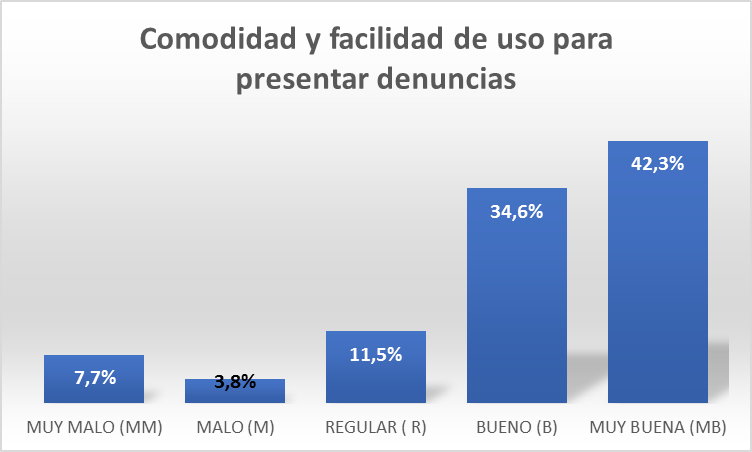 Comodidad y facilidad de uso para
presentar denuncias
42,3%
34,6%
11,5%
7,7%
3,8%
MUY MALO (MM) MALO (M) REGULAR ( R) BUENO (B) MUY BUENA (MB)